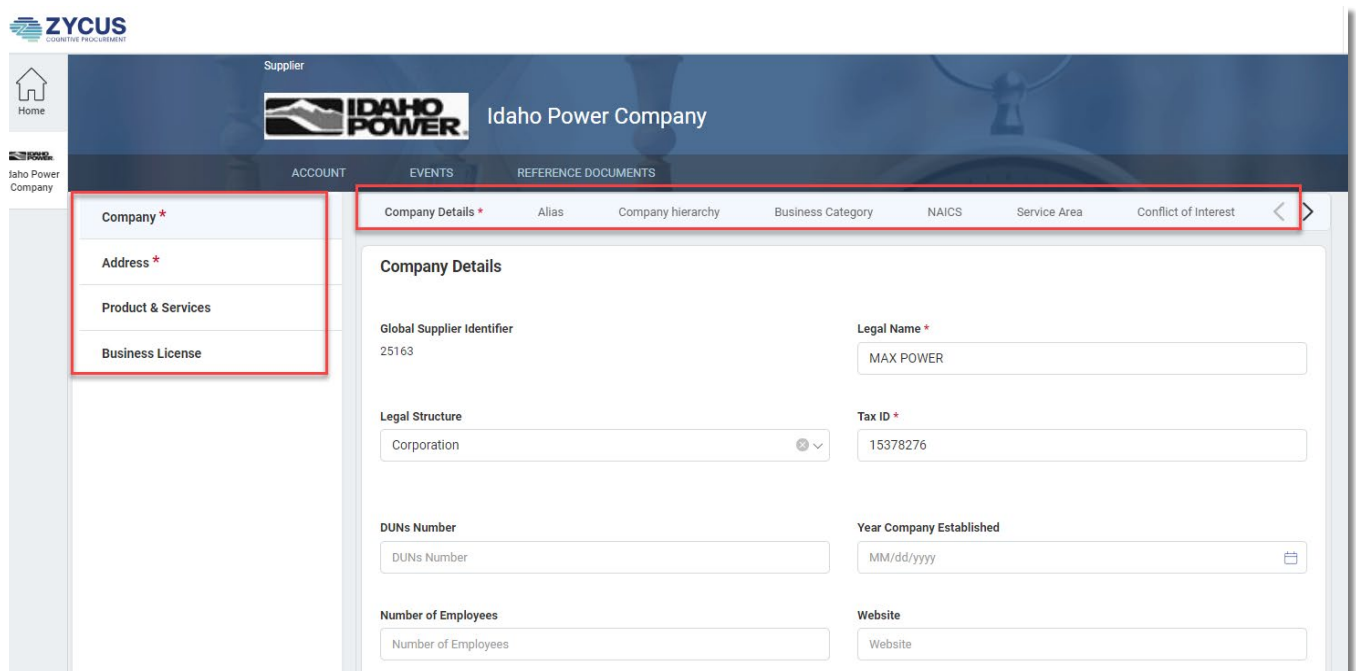 ZYCUS
COGNITIVE PROCUREMENT
Home
IDAHO
POWER.
daho Power
Company
Supplier
IDAHO
POWER.
Idaho Power Company
ACCOUNT EVENTS REFERENCE DOCUMENTS
Company *
Address *
Product & Services
Business License
Company Details * Alias Company hierarchy Business Category NAICS Service Area Conflict of Interest
Company Details
Global Supplier Identifier
25163
Legal Name *
MAX POWER
Legal Structure
Corporation
Tax ID *
15378276
DUNs Number
DUNs Number
Year Company Established
MM/dd/yyyy
Number of Employees
Number of Employees
Website
Website